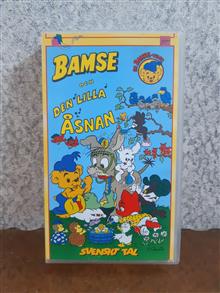 BAMSE
OCH
DEN LILLA
ÅSNAN
SVENSKT TAL